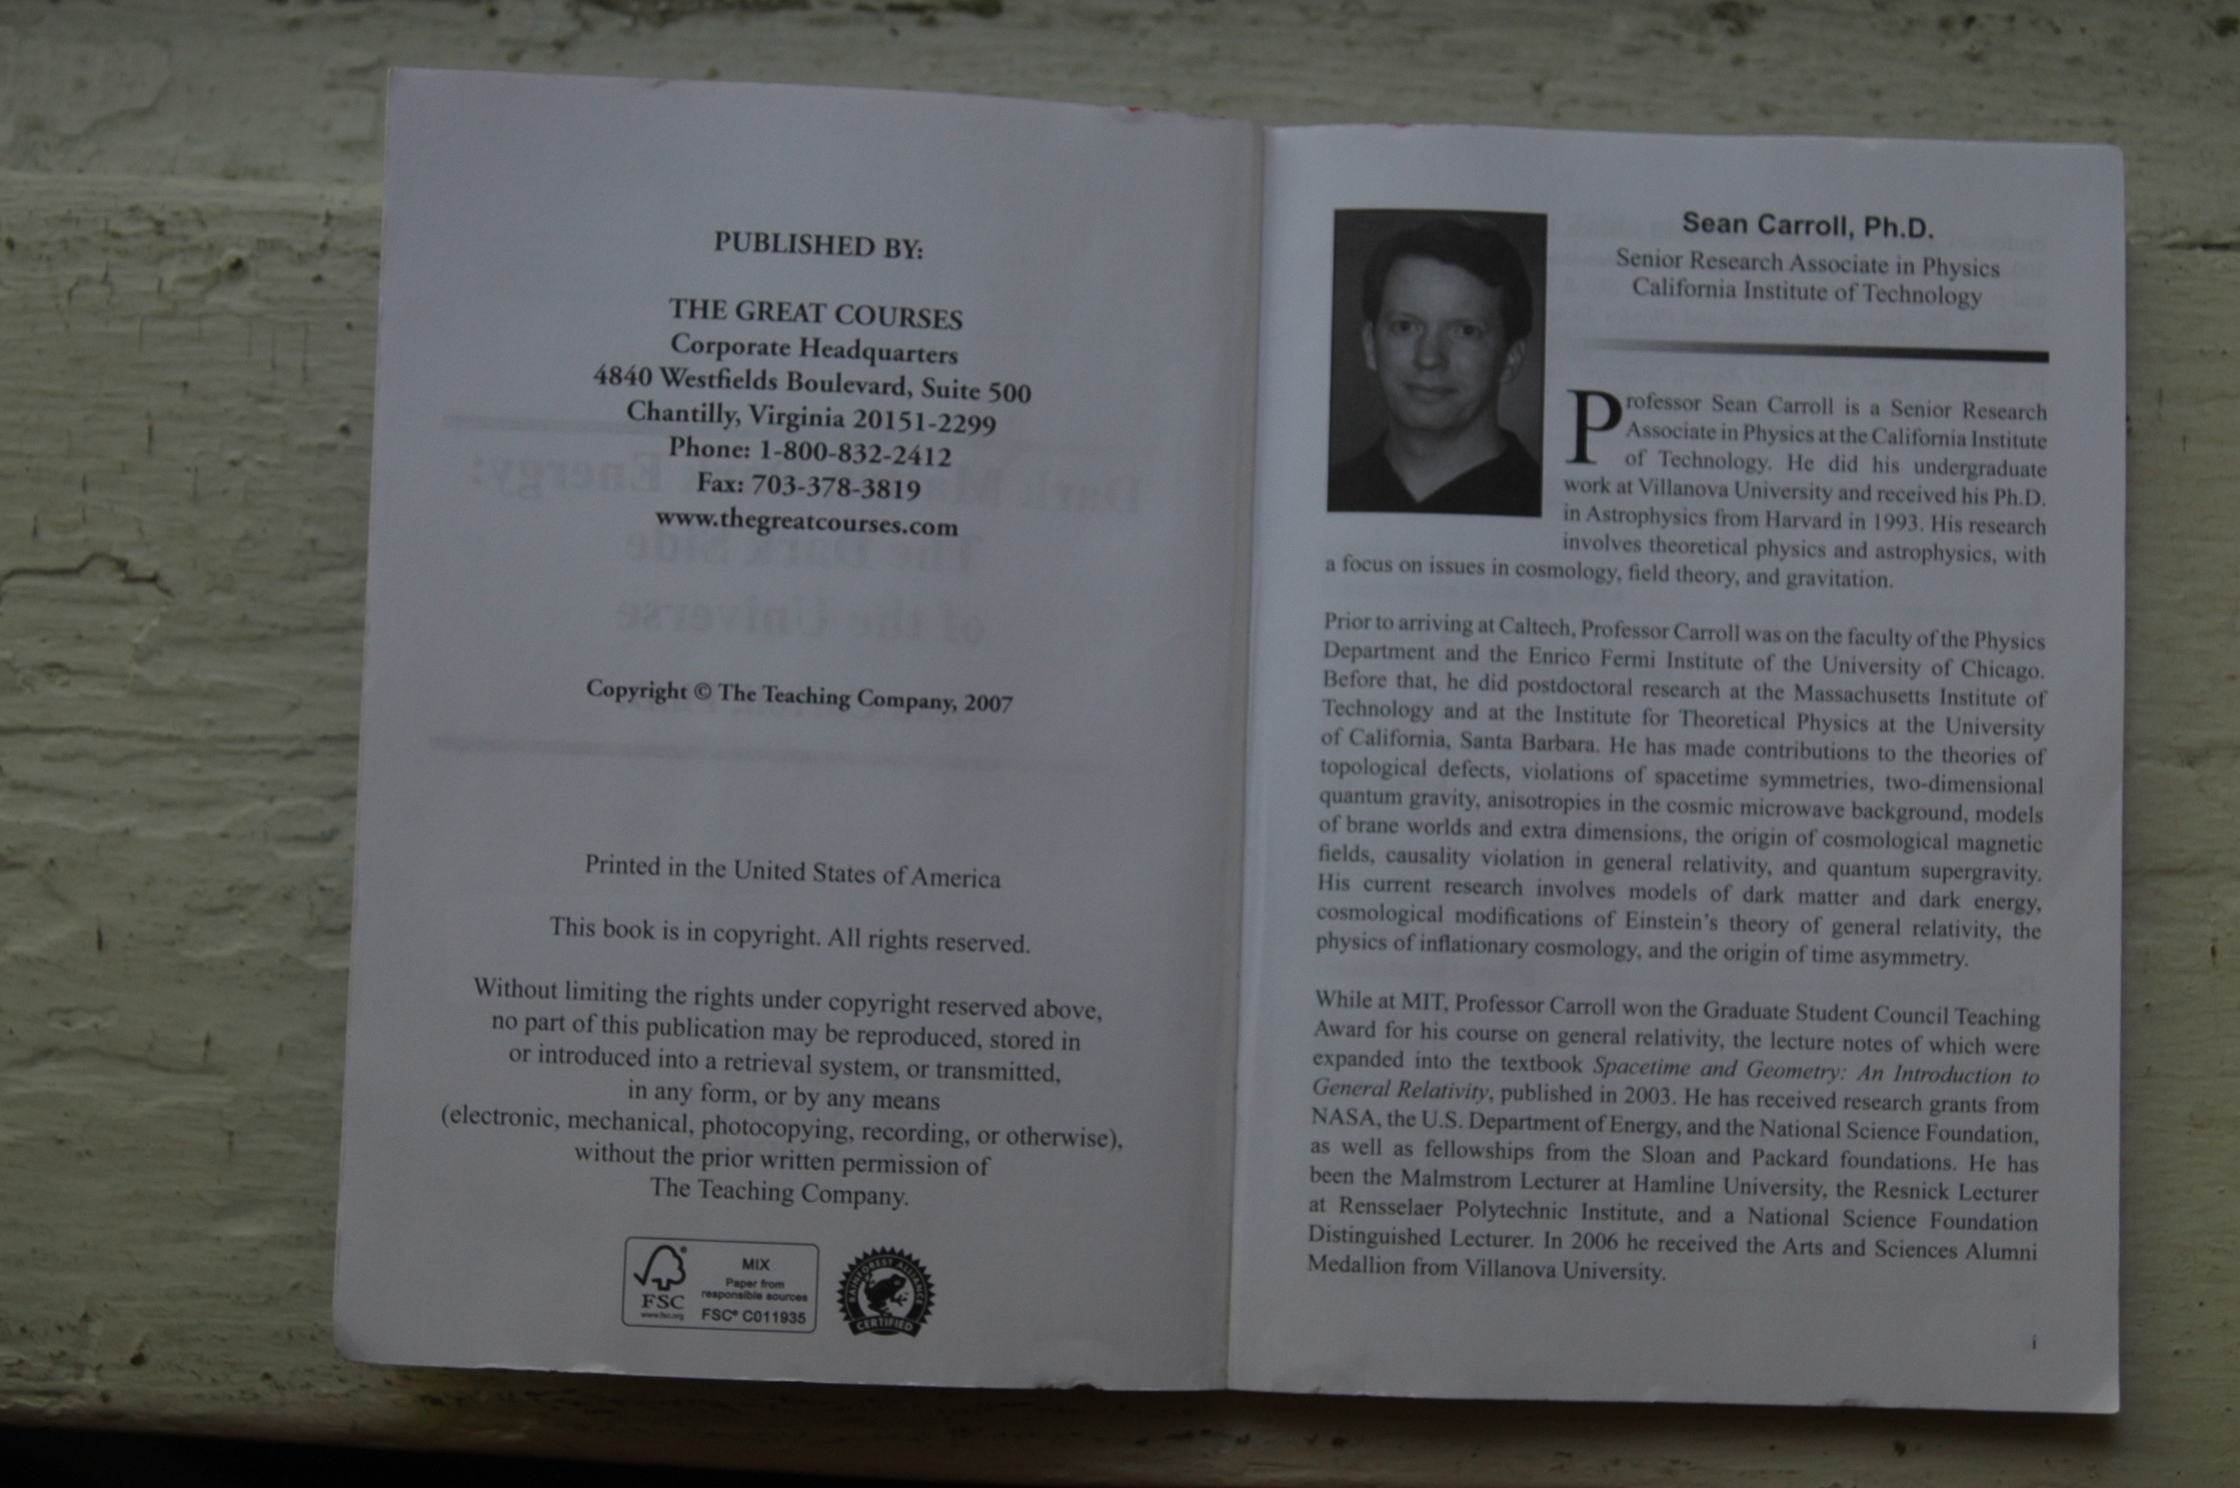 PUBLISHED BY:
THE GREAT COURSES
Corporate Headquarters
4840 Westfields Boulevard, Suite 500
Chantilly, Virginia 20151-2299
Phone: 1-800-832-2412
Fax: 703-378-3819
www.thegreatcourses.com
Copyright © The Teaching Company, 2007
Printed in the United States of America
This book is in copyright. All rights reserved.
Without limiting the rights under copyright reserved above,
no part of this publication may be reproduced, stored in
or introduced into a retrieval system, or transmitted,
in any form, or by any means
(electronic, mechanical, photocopying, recording, or otherwise),
without the prior written permission of
The Teaching Company.
MIX
Paper from
responsible sources
FSC® C011935
FSC
www.fsc.org
RAINFOREST ALLIANCE
CERTIFIED
Sean Carroll, Ph.D.
Senior Research Associate in Physics
California Institute of Technology
Professor Sean Carroll is a Senior Research
Associate in Physics at the California Institute
of Technology. He did his undergraduate
work at Villanova University and received his Ph.D.
in Astrophysics from Harvard in 1993. His research
involves theoretical physics and astrophysics, with
a focus on issues in cosmology, field theory, and gravitation.
Prior to arriving at Caltech, Professor Carroll was on the faculty of the Physics
Department and the Enrico Fermi Institute of the University of Chicago.
Before that, he did postdoctoral research at the Massachusetts Institute of
Technology and at the Institute for Theoretical Physics at the University
of California, Santa Barbara. He has made contributions to the theories of
topological defects, violations of spacetime symmetries, two-dimensional
quantum gravity, anisotropies in the cosmic microwave background, models
of brane worlds and extra dimensions, the origin of cosmological magnetic
fields, causality violation in general relativity, and quantum supergravity.
His current research involves models of dark matter and dark energy,
cosmological modifications of Einstein's theory of general relativity, the
physics of inflationary cosmology, and the origin of time asymmetry.
While at MIT, Professor Carroll won the Graduate Student Council Teaching
Award for his course on general relativity, the lecture notes of which were
expanded into the textbook Spacetime and Geometry: An Introduction to
General Relativity, published in 2003. He has received research grants from
NASA, the U.S. Department of Energy, and the National Science Foundation,
as well as fellowships from the Sloan and Packard foundations. He has
been the Malmstrom Lecturer at Hamline University, the Resnick Lecturer
at Rensselaer Polytechnic Institute, and a National Science Foundation
Distinguished Lecturer. In 2006 he received the Arts and Sciences Alumni
Medallion from Villanova University.
i